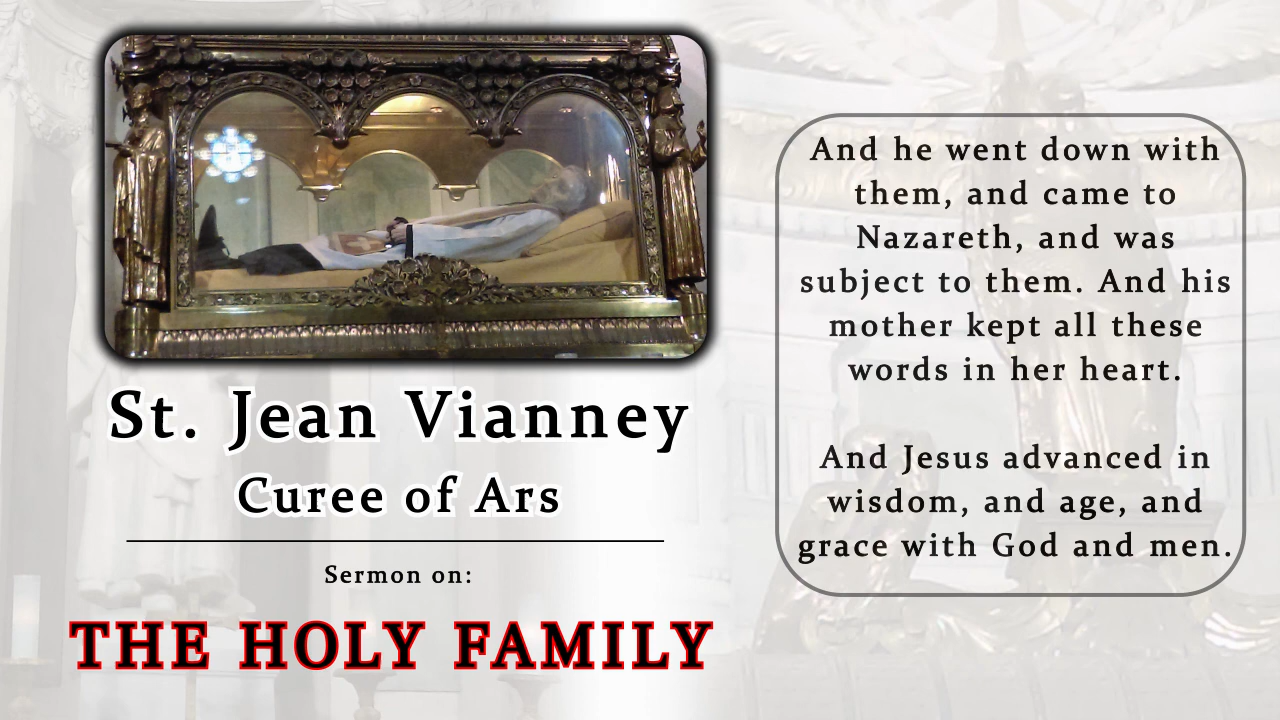 St. Jean Vianney
Curee of Ars
Sermon on:
THE HOLY FAMILY
And he went down with
them, and came to
Nazareth, and was
subject to them. And his
mother kept all these
words in her heart.
And Jesus advanced in
wisdom, and age, and
grace with God and men.